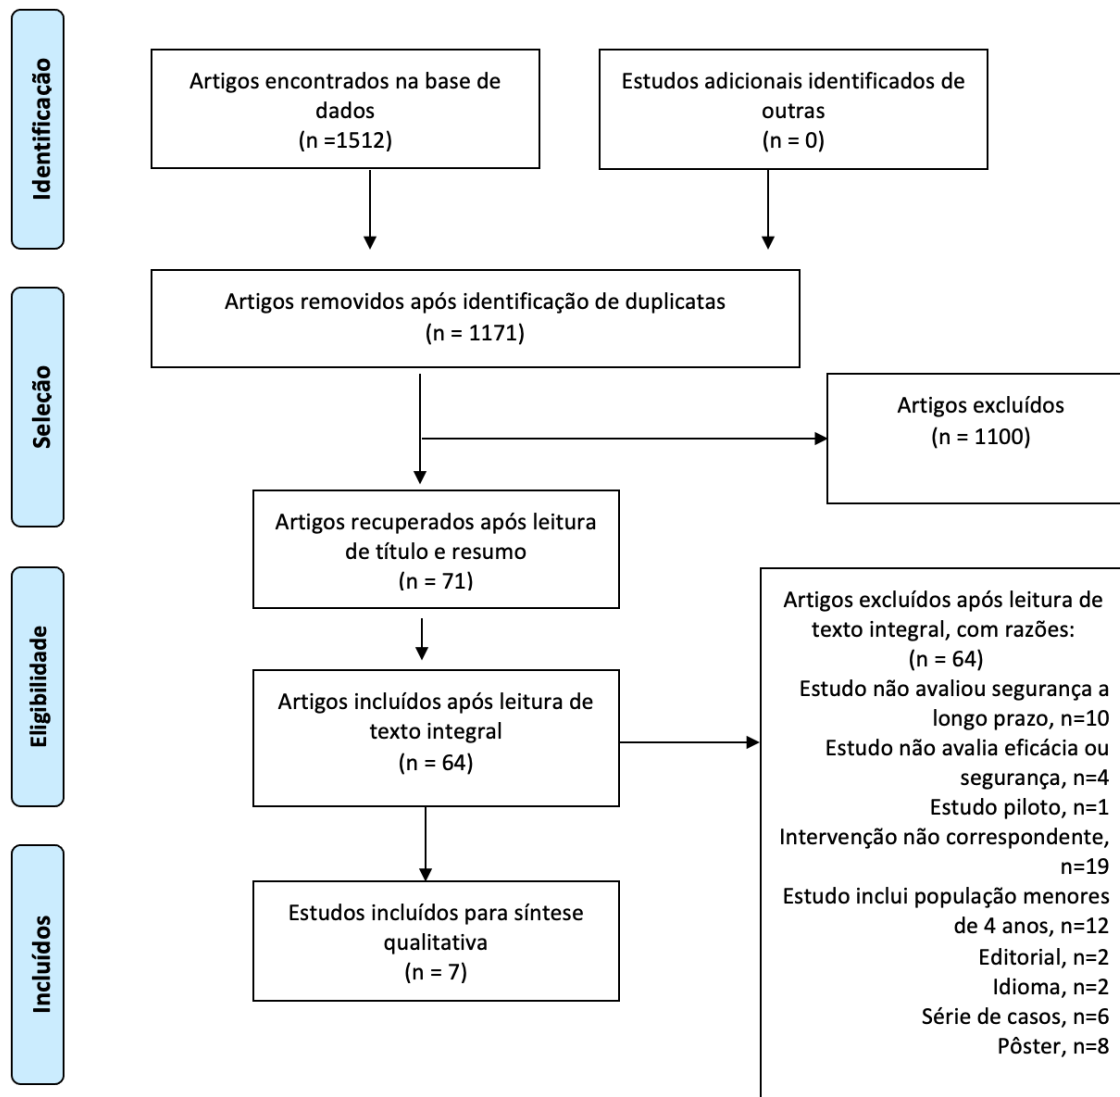 Identificação
Artigos encontrados na base de
dados
(n =1512)
Estudos adicionais identificados de
outras
(n = 0)
Seleção
Artigos removidos após identificação de duplicatas
(n = 1171)
Artigos excluídos
(n = 1100)
Artigos recuperados após leitura
de título e resumo
(n = 71)
Eligibilidade
Artigos incluídos após leitura de
texto integral
(n = 64)
Artigos excluídos após leitura de
texto integral, com razões:
(n = 64)
Estudo não avaliou segurança a
longo prazo, n=10
Estudo não avalia eficácia ou
segurança, n=4
Estudo piloto, n=1
Intervenção não correspondente,
n=19
Estudo inclui população menores
de 4 anos, n=12
Editorial, n=2
Idioma, n=2
Série de casos, n=6
Pôster, n=8
Incluídos
Estudos incluídos para síntese
qualitativa
(n = 7)